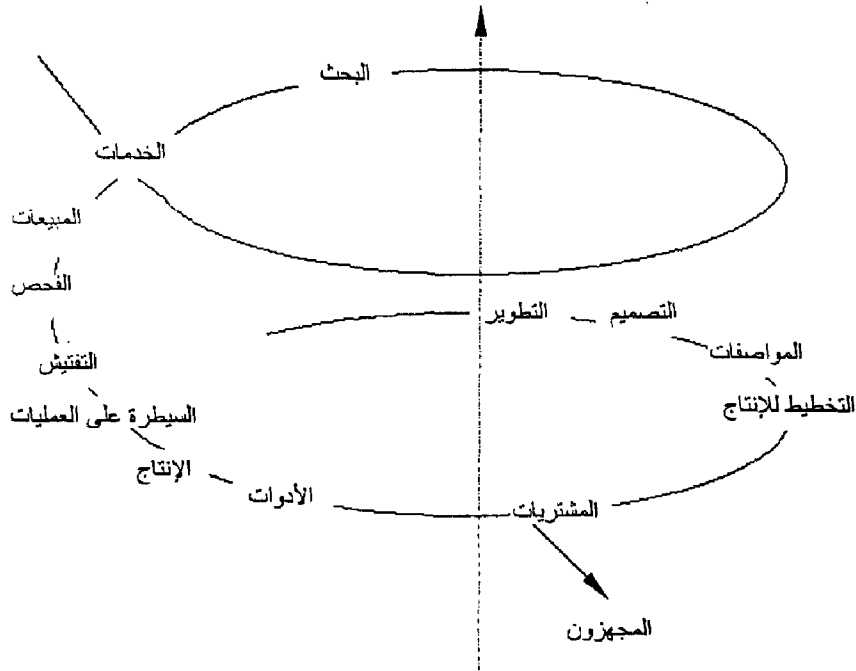 البحث
الخدمات
المبيعات
الفحص
التطوير
التصميم
المواصفات
التفتيش
التخطيط للإنتاج
السيطرة على العمليات
الإنتاج
الأدوات
المشتريات
المجهزون